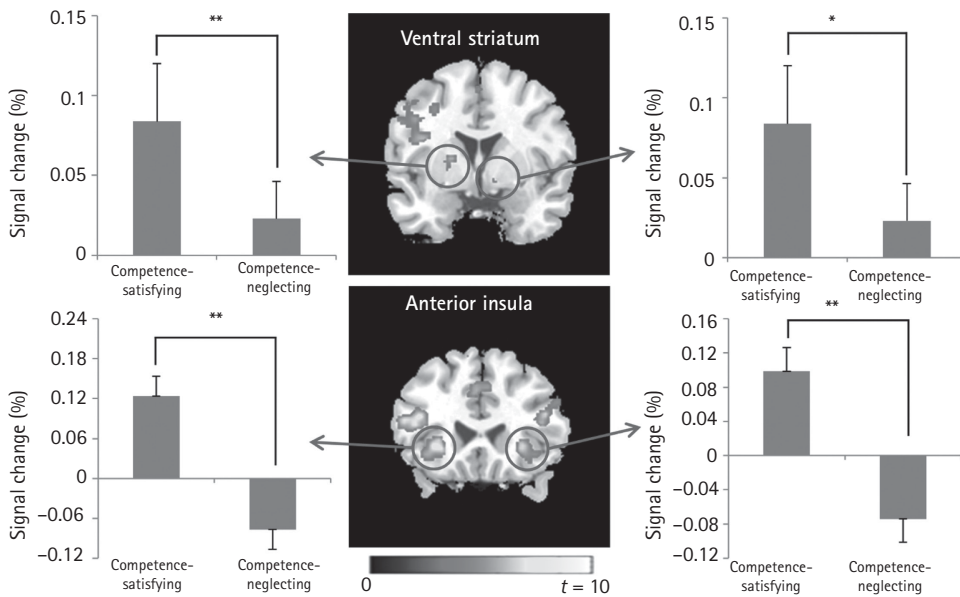 0.15
0.1
0.05
0
Signal change (%)
**
Competence-
satisfying
Competence-
neglecting
Ventral striatum
0.15
0.1
0.05
0
Signal change (%)
*
Competence-
satisfying
Competence-
neglecting
0.24
0.18
0.12
0.06
0
−0.06
−0.12
Signal change (%)
**
Competence-
satisfying
Competence-
neglecting
Anterior insula
0
t = 10
0.16
0.12
0.08
0.04
0
−0.04
−0.08
−0.12
Signal change (%)
**
Competence-
satisfying
Competence-
neglecting